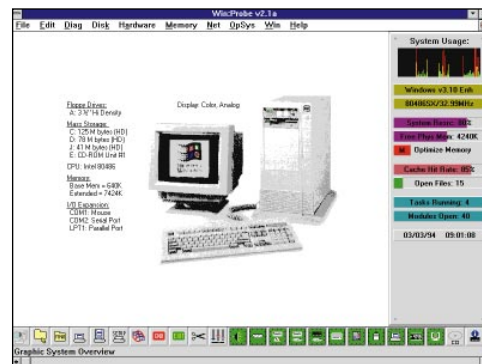 Win:Probe v2.1a
File Edit Diag Disk Hardware Memory Net OpSys Win Help
Floppy Drives:
A: 3 ½" Hi Density
Mass Storage:
C: 125 M bytes (HD)
D: 78 M bytes (HD)
J: 41 M bytes (HD)
E: CD-ROM Unit #1
CPU: Intel 80486
Memory:
Base Mem = 640K
Extended = 7424K
I/O Expansion:
COM1: Mouse
COM2: Serial Port
LPT1: Parallel Port
Display Color, Analog
System Usage:
Windows v3.10 Enh
80486SX/32.99MHz
System Rsrc: 80%
Free Phys Mem: 4240K
M Optimize Memory
Cache Hit Rate: 85%
Open Files: 15
Tasks Running: 4
Modules Open: 40
03/03/94 09:01:08
CD
Graphic System Overview